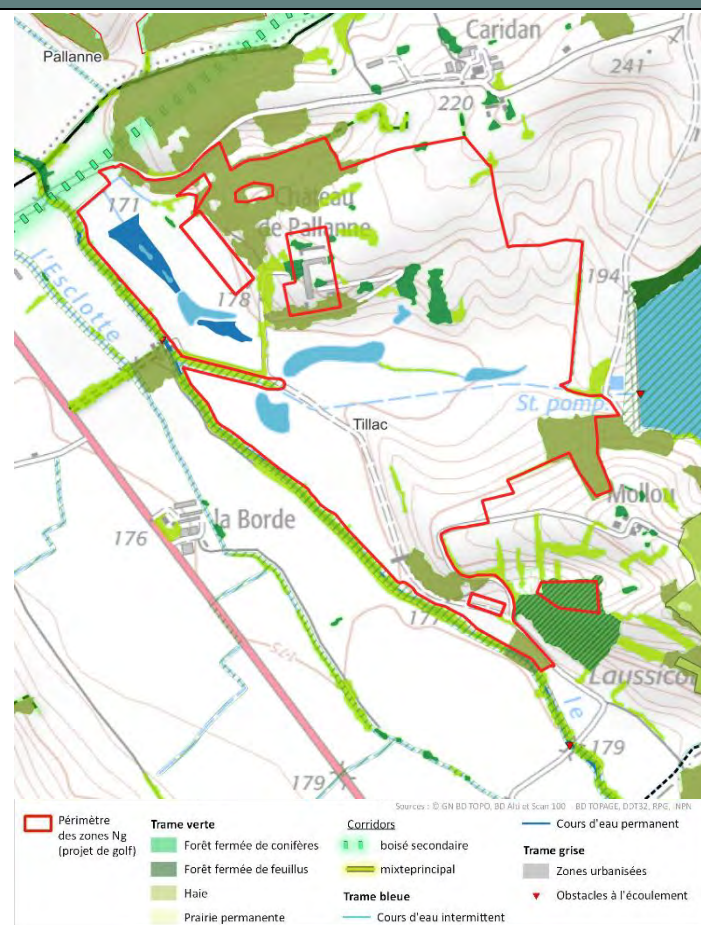 Pallanne
Caridan
241
220
171
Château
de Pallanne
l'Esclotte
178
194
St. pomp.
Tillac
Mollou
la Borde
176
177
175
Laussicot
le
179
179
Sources : © GN BD TOPO, BD Alti et Scan 100 BD TOPAGE, DDT32, RPG, INPN
Périmètre
des zones Ng
(projet de golf)
Trame verte
Forêt fermée de conifères
Forêt fermée de feuillus
Haie
Prairie permanente
Corridors
boisé secondaire
mixteprincipal
Trame bleue
Cours d'eau intermittent
Cours d'eau permanent
Trame grise
Zones urbanisées
Obstacles à l'écoulement